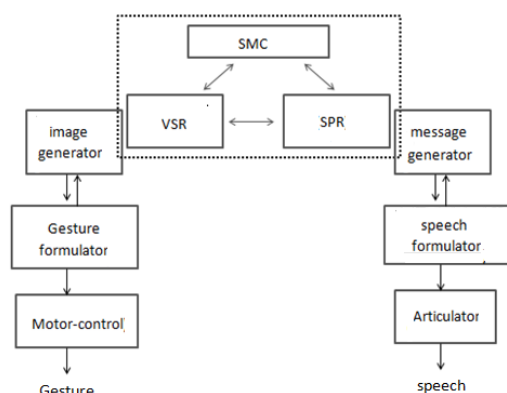 SMC
VSR
SPR
image
generator
message
generator
Gesture
formulator
speech
formulator
Motor-control
Articulator
Gesture
speech